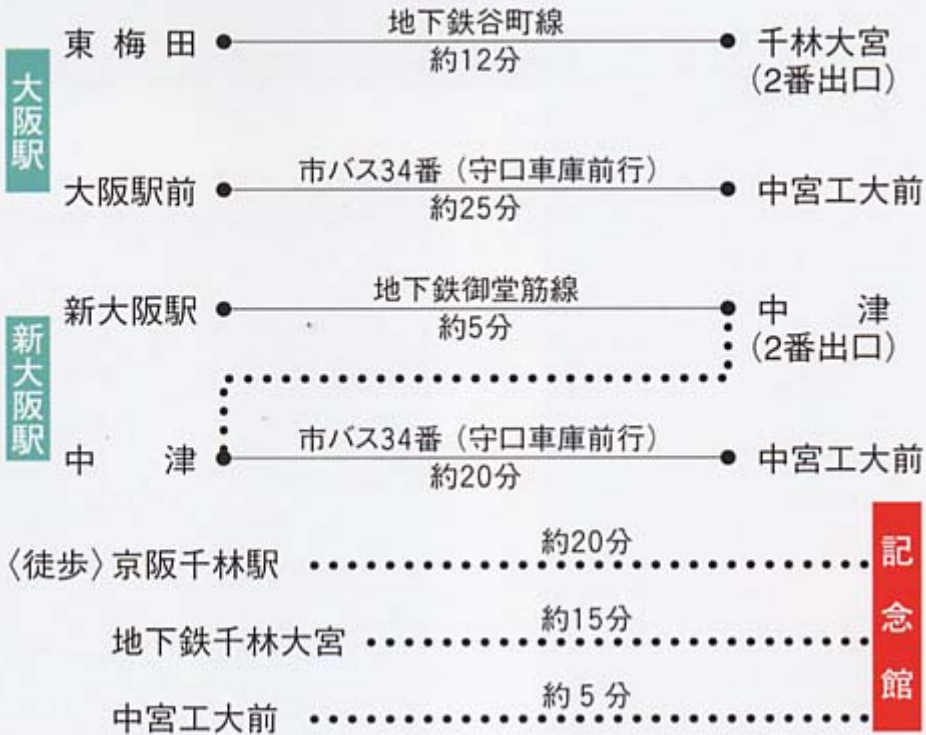 大阪駅
東梅田
地下鉄谷町線
約12分
千林大宮
(2番出口)
大阪駅前
市バス34番(守口車庫前行)
約25分
中宮工大前
新大阪駅
新大阪駅
地下鉄御堂筋線
約5分
中津
(2番出口)
中津
市バス34番(守口車庫前行)
約20分
中宮工大前
〈徒歩〉京阪千林駅
約20分
地下鉄千林大宮
約15分
中宮工大前
約5分
記念館